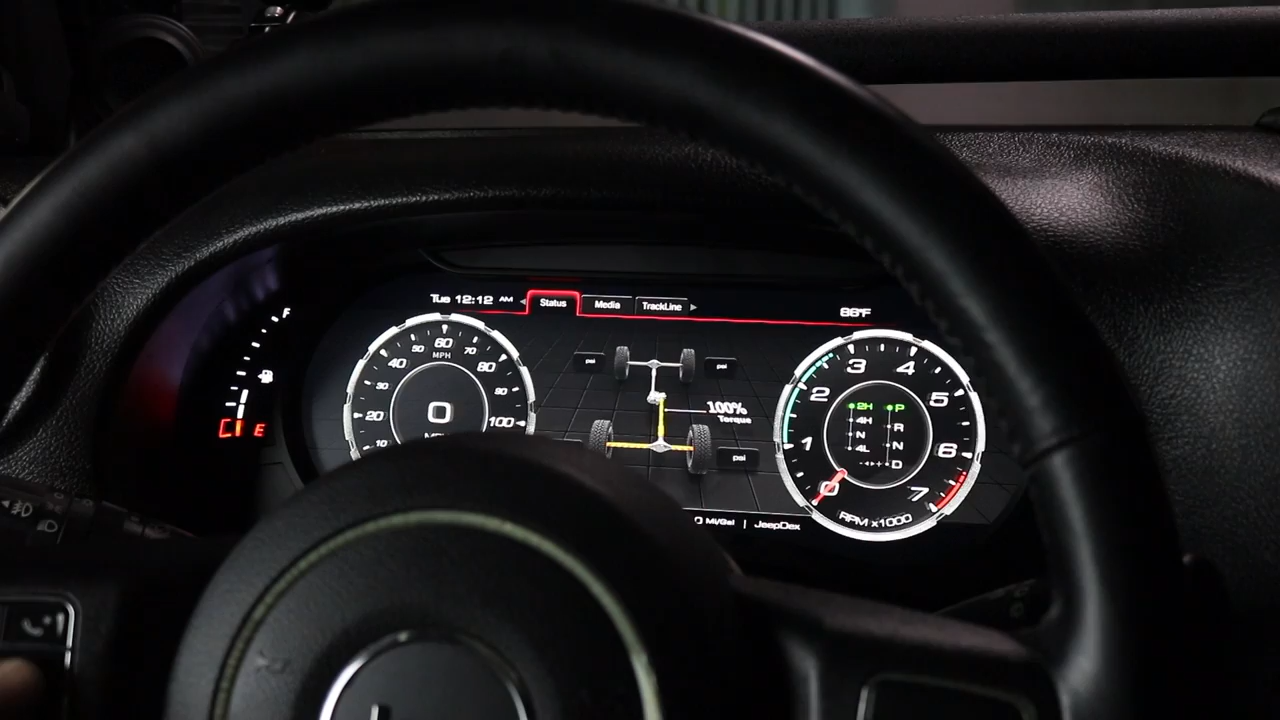 Tue 12:12 AM
Status
Media
TrackLine
86°F
F
E
10
20
30
40
50
60
70
80
90
100
MPH
0
psi
psi
100%
Torque
psi
0 Mi/Gal | JeepDex
0
1
2
3
4
5
6
7
2H P
4H R
N N
4L
D
RPM x1000